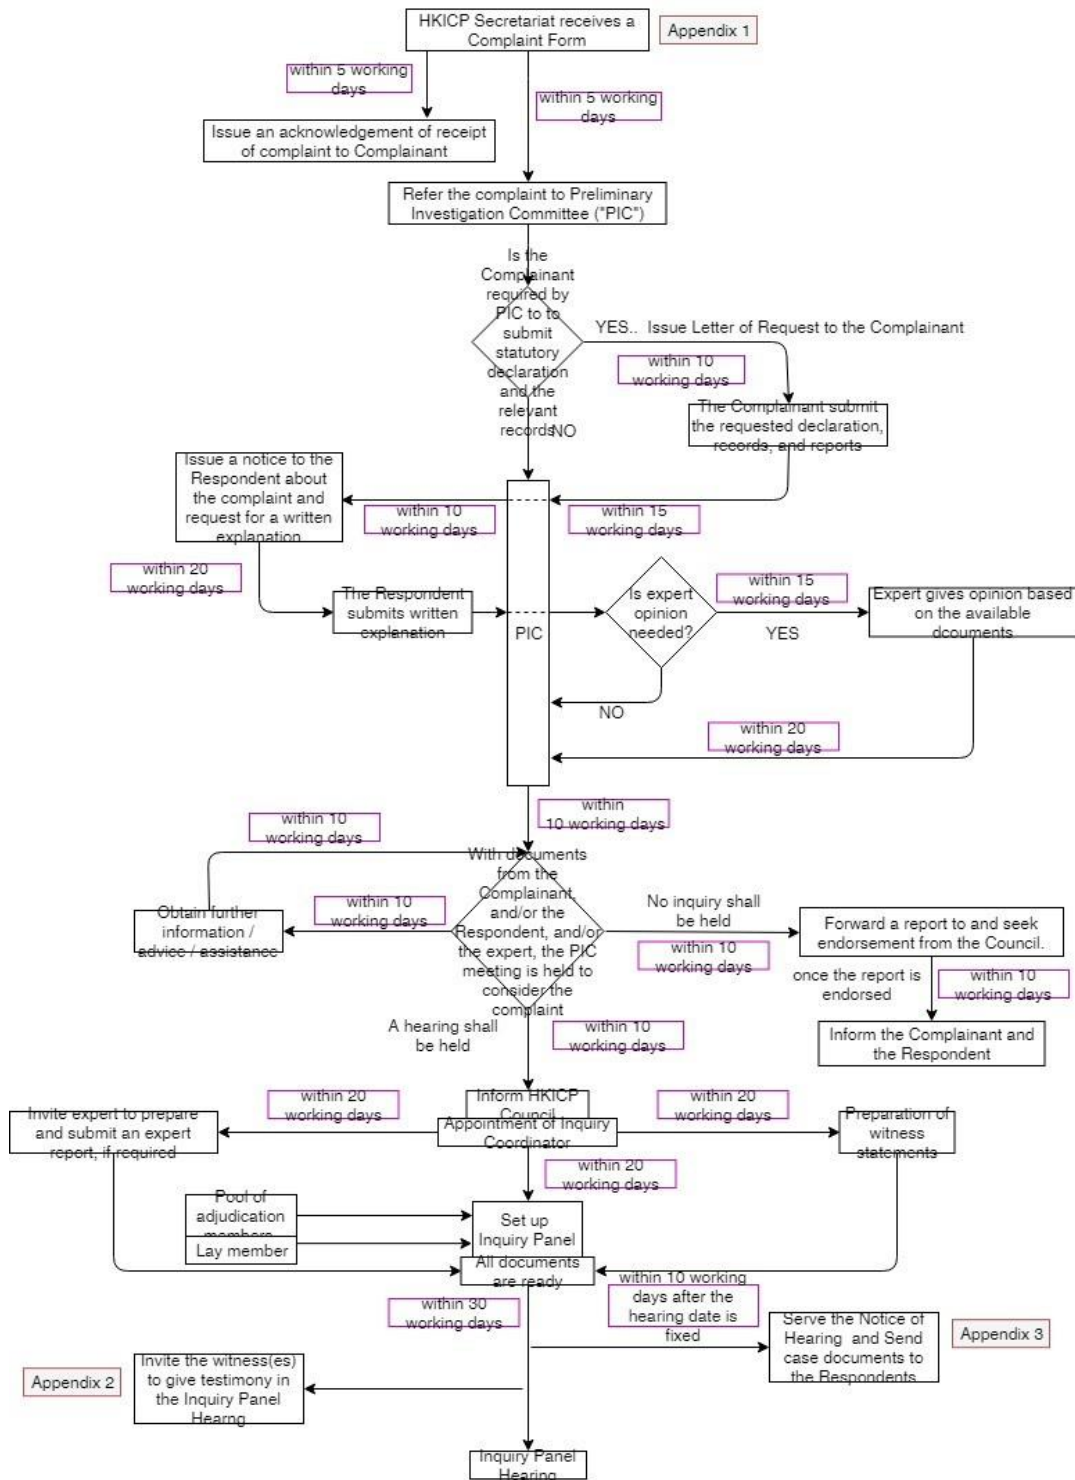 HKICP Secretariat receives a
Complaint Form
Appendix 1
within 5 working
days
within 5 working
days
Issue an acknowledgement of receipt
of complaint to Complainant
Refer the complaint to Preliminary
Investigation Committee ("PIC")
Is the
Complainant
required by
PIC to to
submit
statutory
declaration
and the
relevant
records
YES.. Issue Letter of Request to the Complainant
within 10
working days
NO
The Complainant submit
the requested declaration,
records, and reports
Issue a notice to the
Respondent about
the complaint and
request for a written
explanation
within 10
working days
within 15
working days
within 20
working days
The Respondent
submits written
explanation
PIC
Is expert
opinion
needed?
within 15
working days
YES
Expert gives opinion based
on the available
dcouments
NO
within 20
working days
within
10 working days
within 10
working days
With documents
from the
Complainant,
and/or the
Respondent, and/or
the expert, the PIC
meeting is held to
consider the
complaint
within 10
working days
Obtain further
information /
advice / assistance
No inquiry shall
be held
within 10
working days
Forward a report to and seek
endorsement from the Council.
once the report is
endorsed
within 10
working days
Inform the Complainant and
the Respondent
A hearing shall
be held
within 10
working days
Inform HKICP
Council
Appointment of Inquiry
Coordinator
within 20
working days
within 20
working days
Invite expert to prepare
and submit an expert
report, if required
Preparation of
witness
statements
within 20
working days
Pool of
adjudication
members
Lay member
Set up
Inquiry Panel
All documents
are ready
within 30
working days
within 10 working
days after the
hearing date is
fixed
Serve the Notice of
Hearing and Send
case documents to
the Respondents
Appendix 3
Appendix 2
Invite the witness(es)
to give testimony in
the Inquiry Panel
Hearng
Inquiry Panel
Hearing